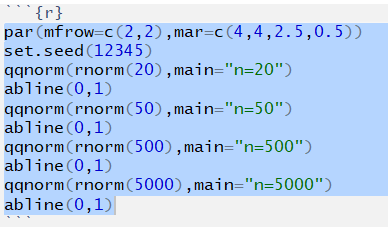 ```{r}
par(mfrow=c(2,2),mar=c(4,4,2.5,0.5))
set.seed(12345)
qqnorm(rnorm(20),main="n=20")
abline(0,1)
qqnorm(rnorm(50),main="n=50")
abline(0,1)
qqnorm(rnorm(500),main="n=500")
abline(0,1)
qqnorm(rnorm(5000),main="n=5000")
abline(0,1)
```